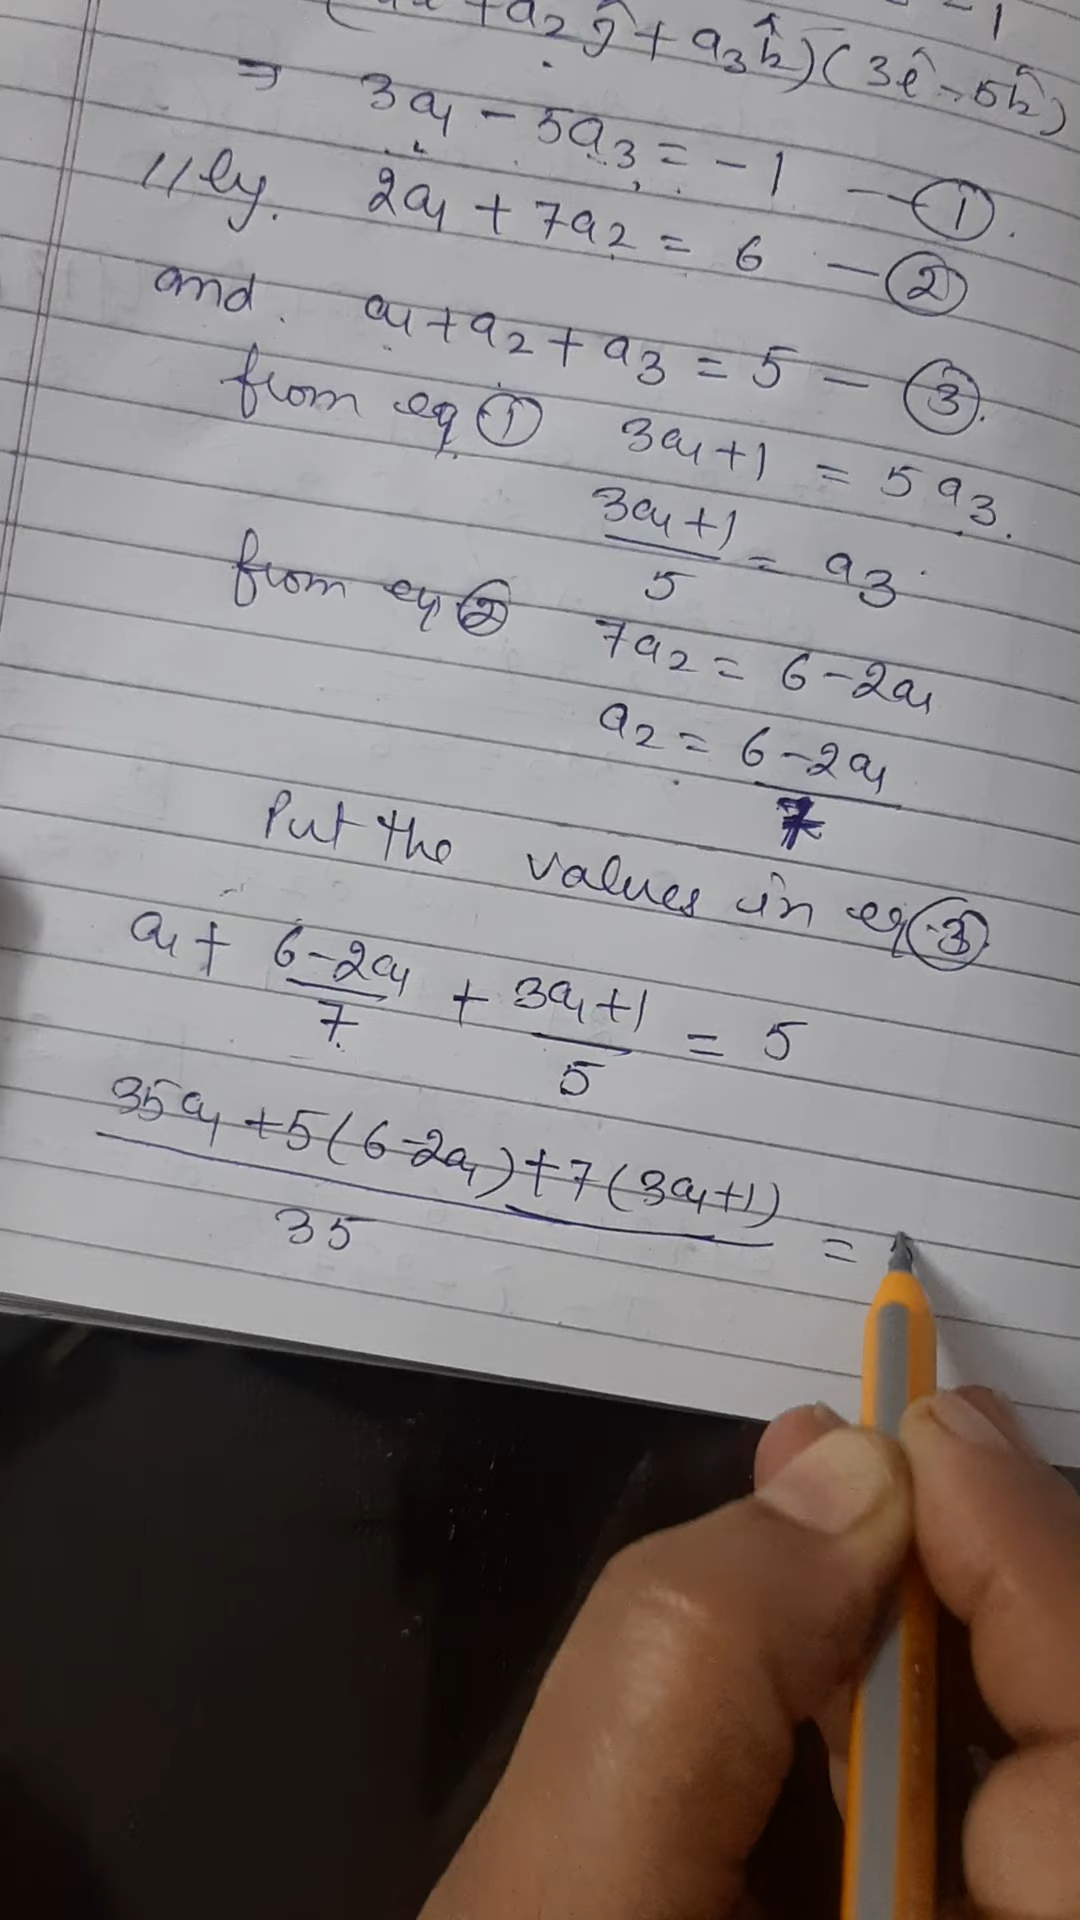 + a₂ĵ + a₃k̂)(3î - 5k̂)
⇒ 3a₁ - 5a₃ = -1 — ①.
//ly. 2a₁ + 7a₂ = 6 — ②
and. a₁ + a₂ + a₃ = 5 — ③.
from eq ① 3a₁ + 1 = 5a₃.
(3a₁ + 1)/5 = a₃.
from eq ② 7a₂ = 6 - 2a₁
a₂ = (6 - 2a₁)/7
Put the values in eq ③
a₁ + (6 - 2a₁)/7 + (3a₁ + 1)/5 = 5
(35a₁ + 5(6 - 2a₁) + 7(3a₁ + 1))/35 =